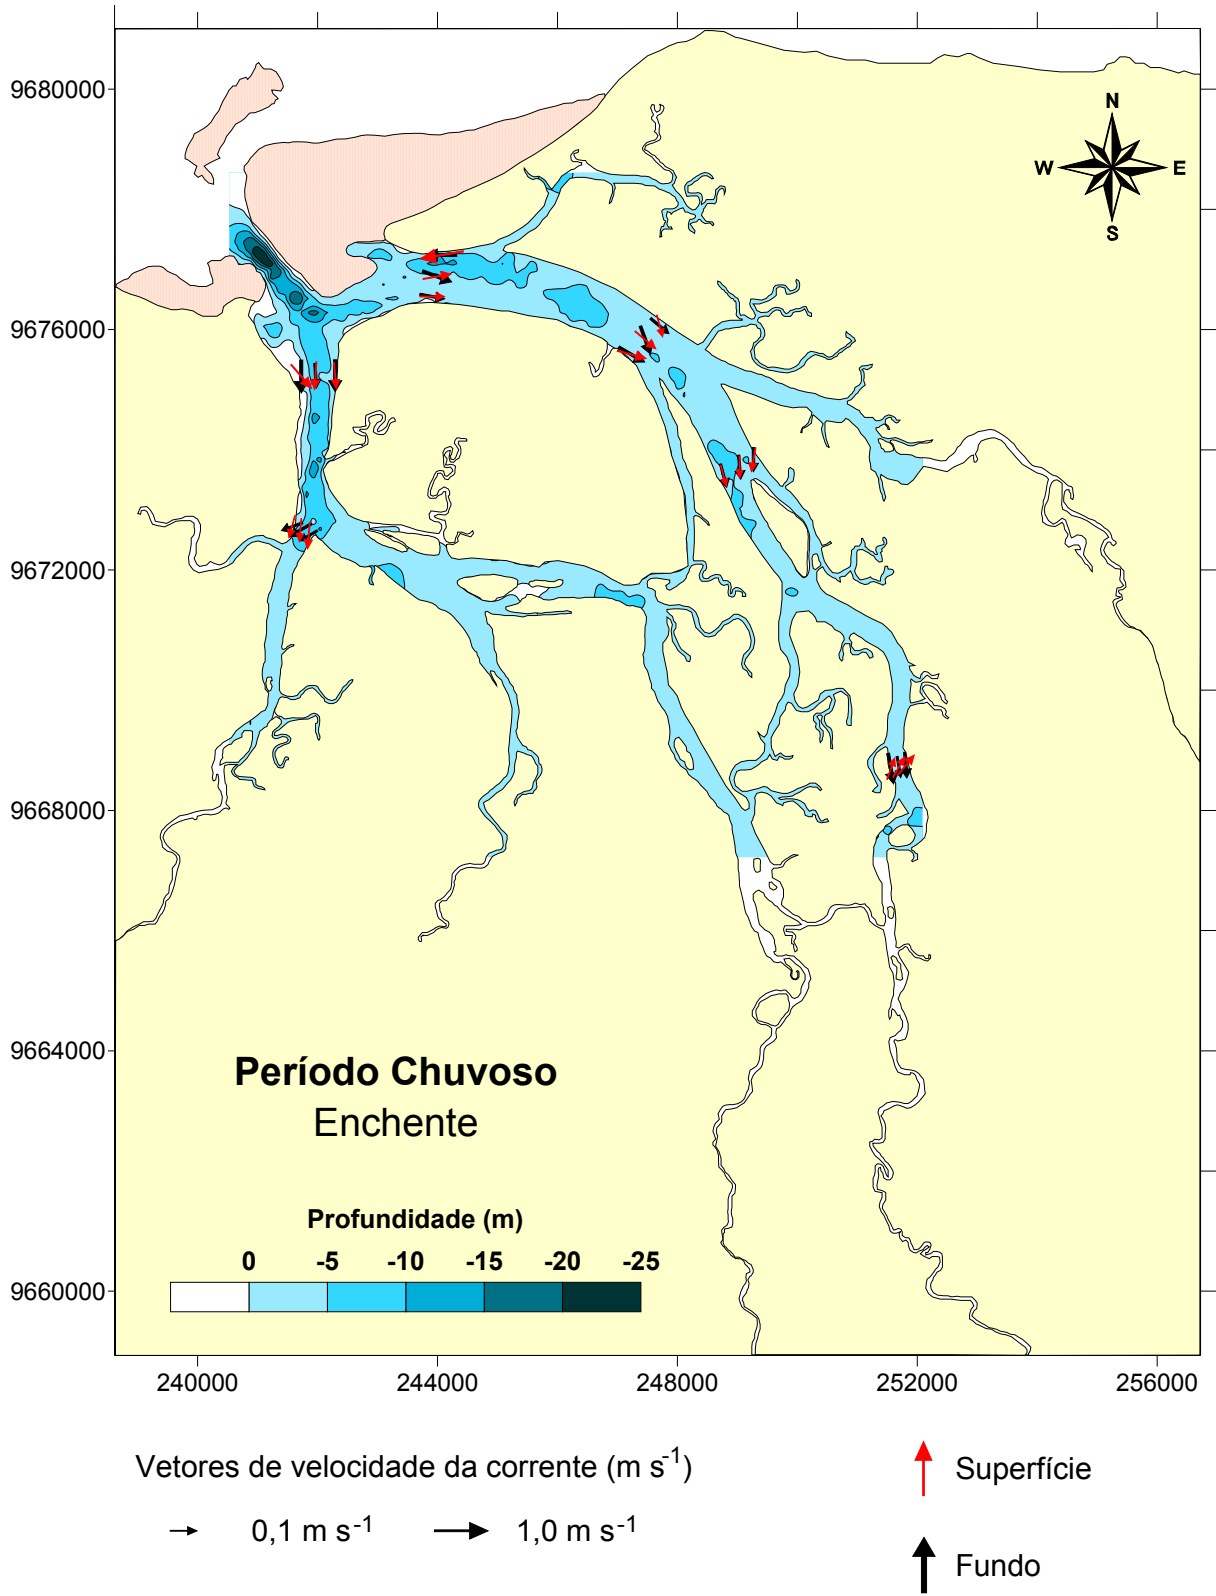 9680000
9676000
9672000
9668000
9664000
9660000
N
W
E
S
Período Chuvoso
Enchente
Profundidade (m)
0 -5 -10 -15 -20 -25
240000 244000 248000 252000 256000
Vetores de velocidade da corrente (m s-1)
0,1 m s-1 1,0 m s-1
Superfície
Fundo